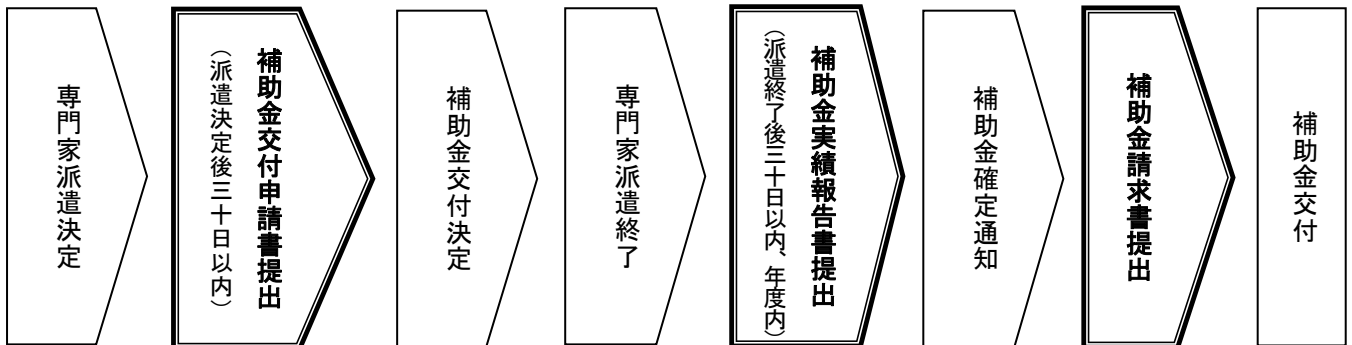 専門家派遣決定
補助金交付申請書提出
（派遣決定後三十日以内）
補助金交付決定
専門家派遣終了
補助金実績報告書提出
（派遣終了後三十日以内、年度内）
補助金確定通知
補助金請求書提出
補助金交付